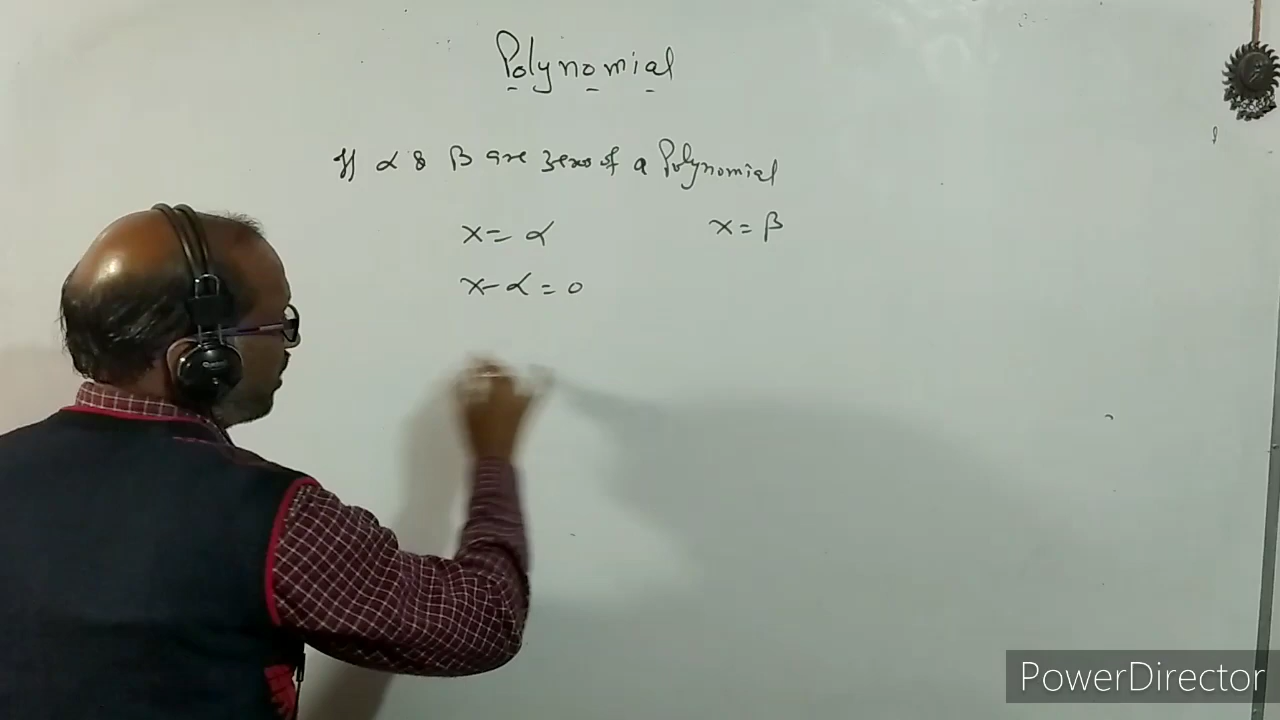 Polynomial
If α & β are zeros of a Polynomial
x = α x = β
x - α = 0
PowerDirector